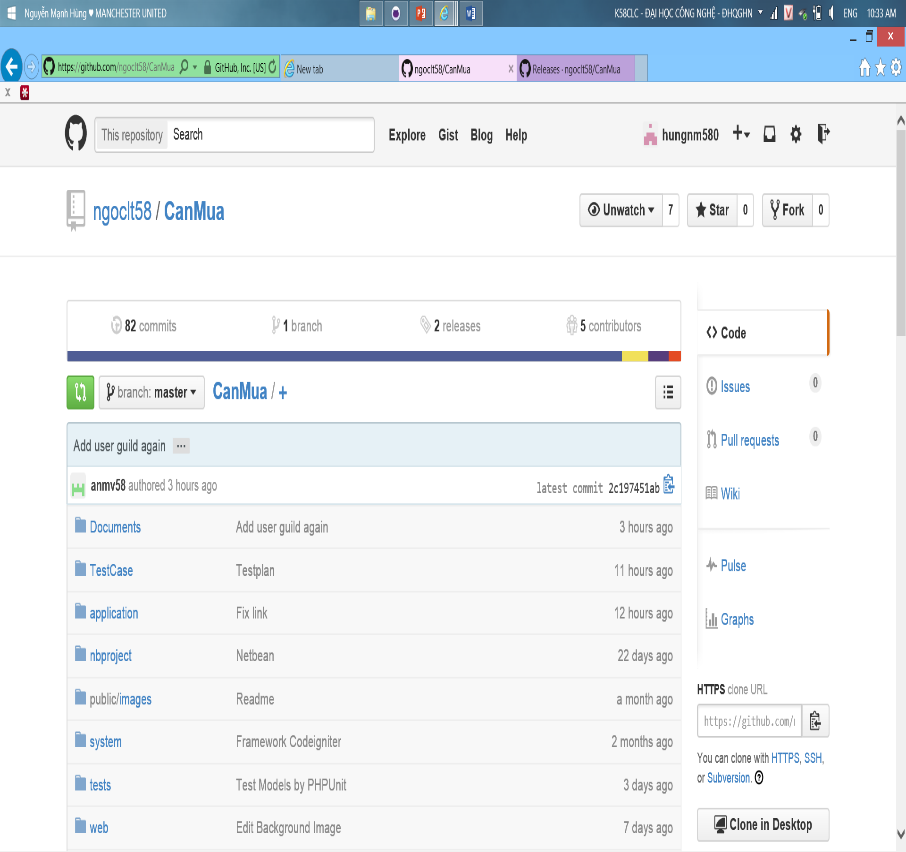 Nguyễn Mạnh Hùng ♥ MANCHESTER UNITED
K58CLC - ĐẠI HỌC CÔNG NGHỆ - ĐHQGHN
ENG 10:33 AM
https://github.com/ngoclt58/CanMua GitHub, Inc. [US] New tab ngoclt58/CanMua x Releases · ngoclt58/CanMua
x
This repository Search Explore Gist Blog Help hungnm580
ngoclt58 / CanMua Unwatch 7 Star 0 Fork 0
82 commits 1 branch 2 releases 5 contributors
branch: master CanMua / +
Add user guild again ...
anmv58 authored 3 hours ago latest commit 2c197451ab
Documents Add user guild again 3 hours ago
TestCase Testplan 11 hours ago
application Fix link 12 hours ago
nbproject Netbean 22 days ago
public/images Readme a month ago
system Framework Codeigniter 2 months ago
tests Test Models by PHPUnit 3 days ago
web Edit Background Image 7 days ago
Code
Issues 0
Pull requests 0
Wiki
Pulse
Graphs
HTTPS clone URL
https://github.com/
You can clone with HTTPS, SSH,
or Subversion.
Clone in Desktop